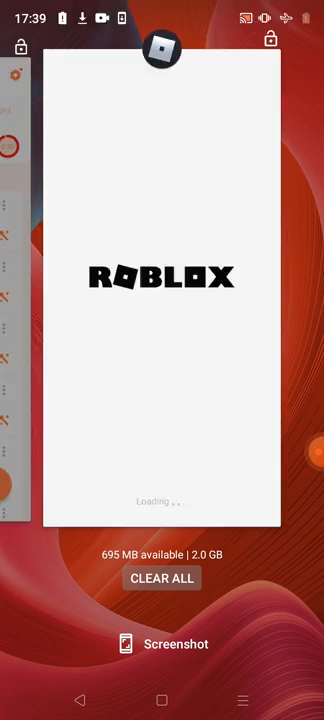 17:39
ROBLOX
Loading . .
695 MB available | 2.0 GB
CLEAR ALL
Screenshot